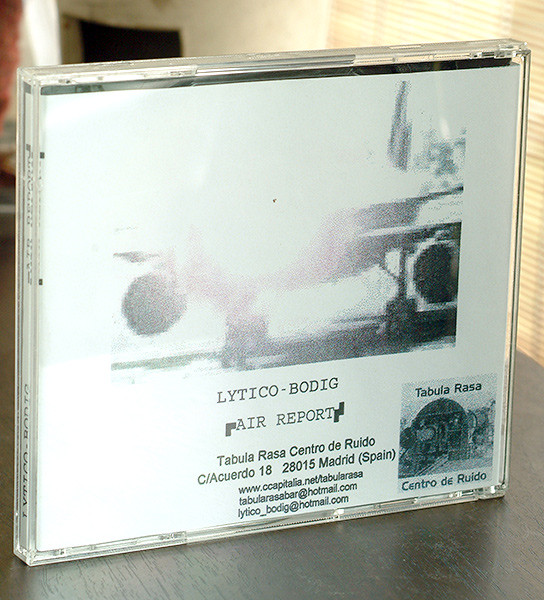 AIR REPORT
LYTICO-BODIG
LYTICO-BODIG
AIR REPORT
Tabula Rasa Centro de Ruido
C/Acuerdo 18 28015 Madrid (Spain)
www.ccapitalia.net/tabularasa
tabularasabar@hotmail.com
lytico_bodig@hotmail.com
Tabula Rasa
Centro de Ruido